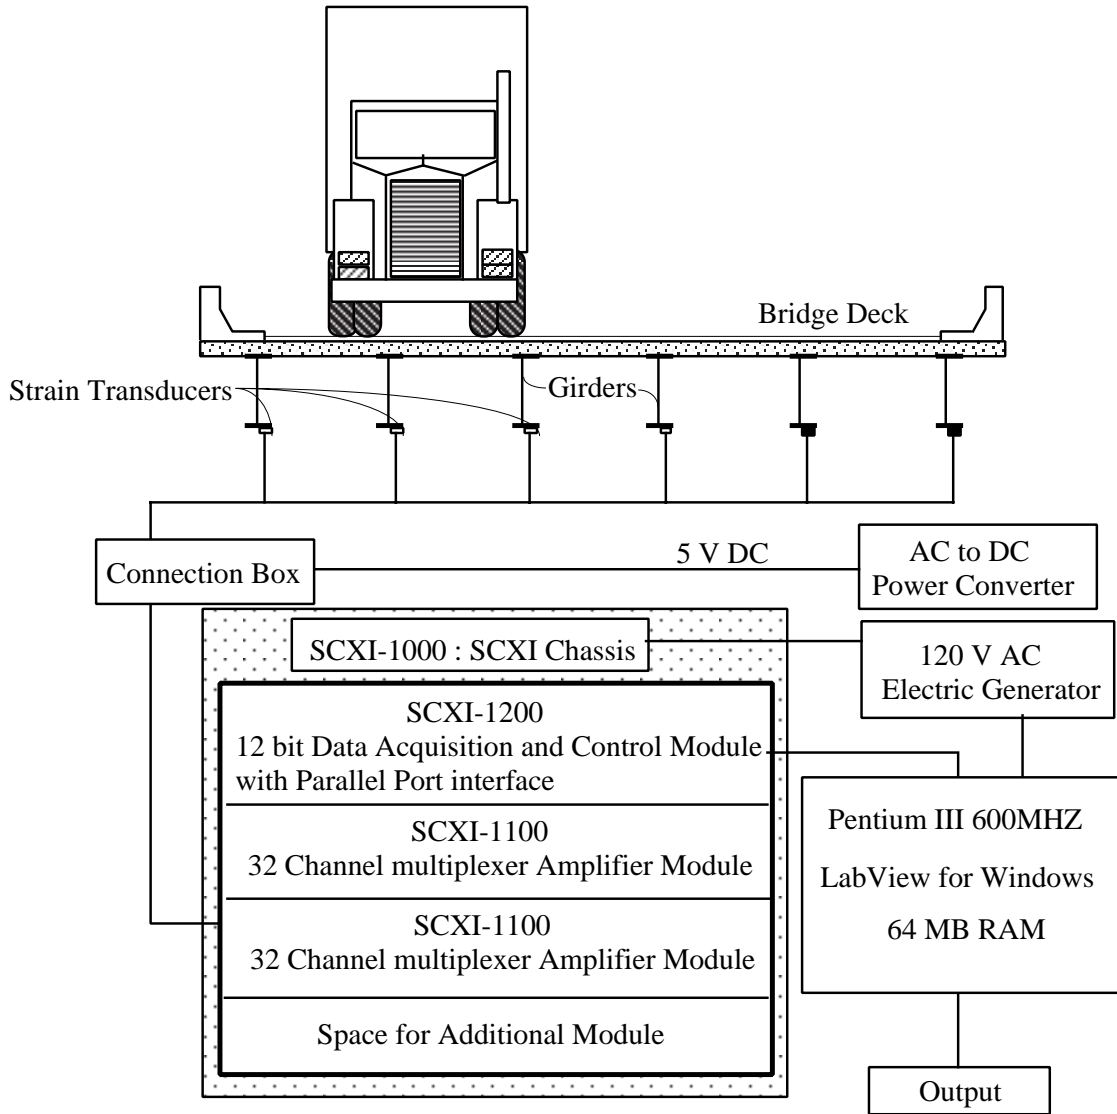 Bridge Deck
Strain Transducers
Girders
5 V DC
AC to DC
Power Converter
Connection Box
SCXI-1000 : SCXI Chassis
120 V AC
Electric Generator
SCXI-1200
12 bit Data Acquisition and Control Module
with Parallel Port interface
SCXI-1100
32 Channel multiplexer Amplifier Module
SCXI-1100
32 Channel multiplexer Amplifier Module
Space for Additional Module
Pentium III 600MHZ
LabView for Windows
64 MB RAM
Output